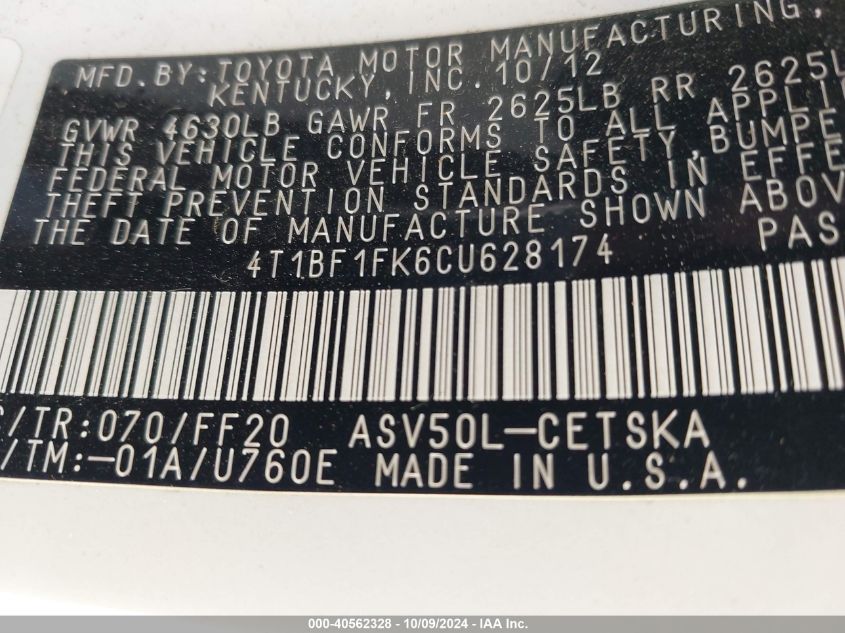 MFD. BY: TOYOTA MOTOR MANUFACTURING,
KENTUCKY, INC. 10/12
GVWR 4630LB GAWR FR 2625LB RR 2625L
THIS VEHICLE CONFORMS TO ALL APPLI
FEDERAL MOTOR VEHICLE SAFETY, BUMPE
THEFT PREVENTION STANDARDS IN EFFE
THE DATE OF MANUFACTURE SHOWN ABOV
4T1BF1FK6CU628174 PAS
/TR:070/FF20 ASV50L-CETSKA
/TM:-01A/U760E MADE IN U.S.A.
000-40562328 - 10/09/2024 - IAA Inc.